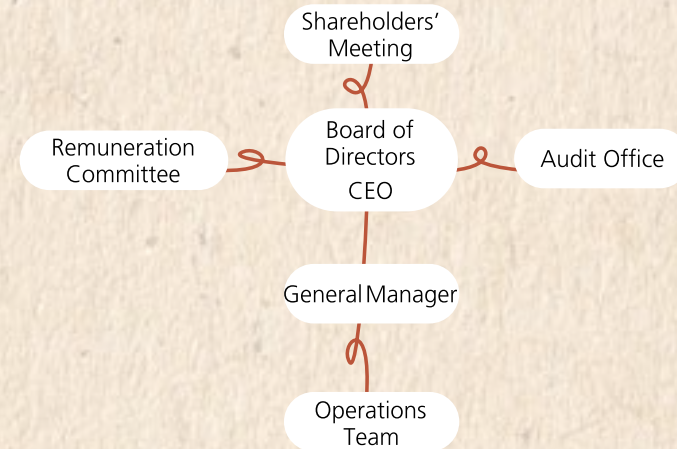 Shareholders’
Meeting
Board of
Directors
CEO
Remuneration
Committee
Audit Office
General Manager
Operations
Team